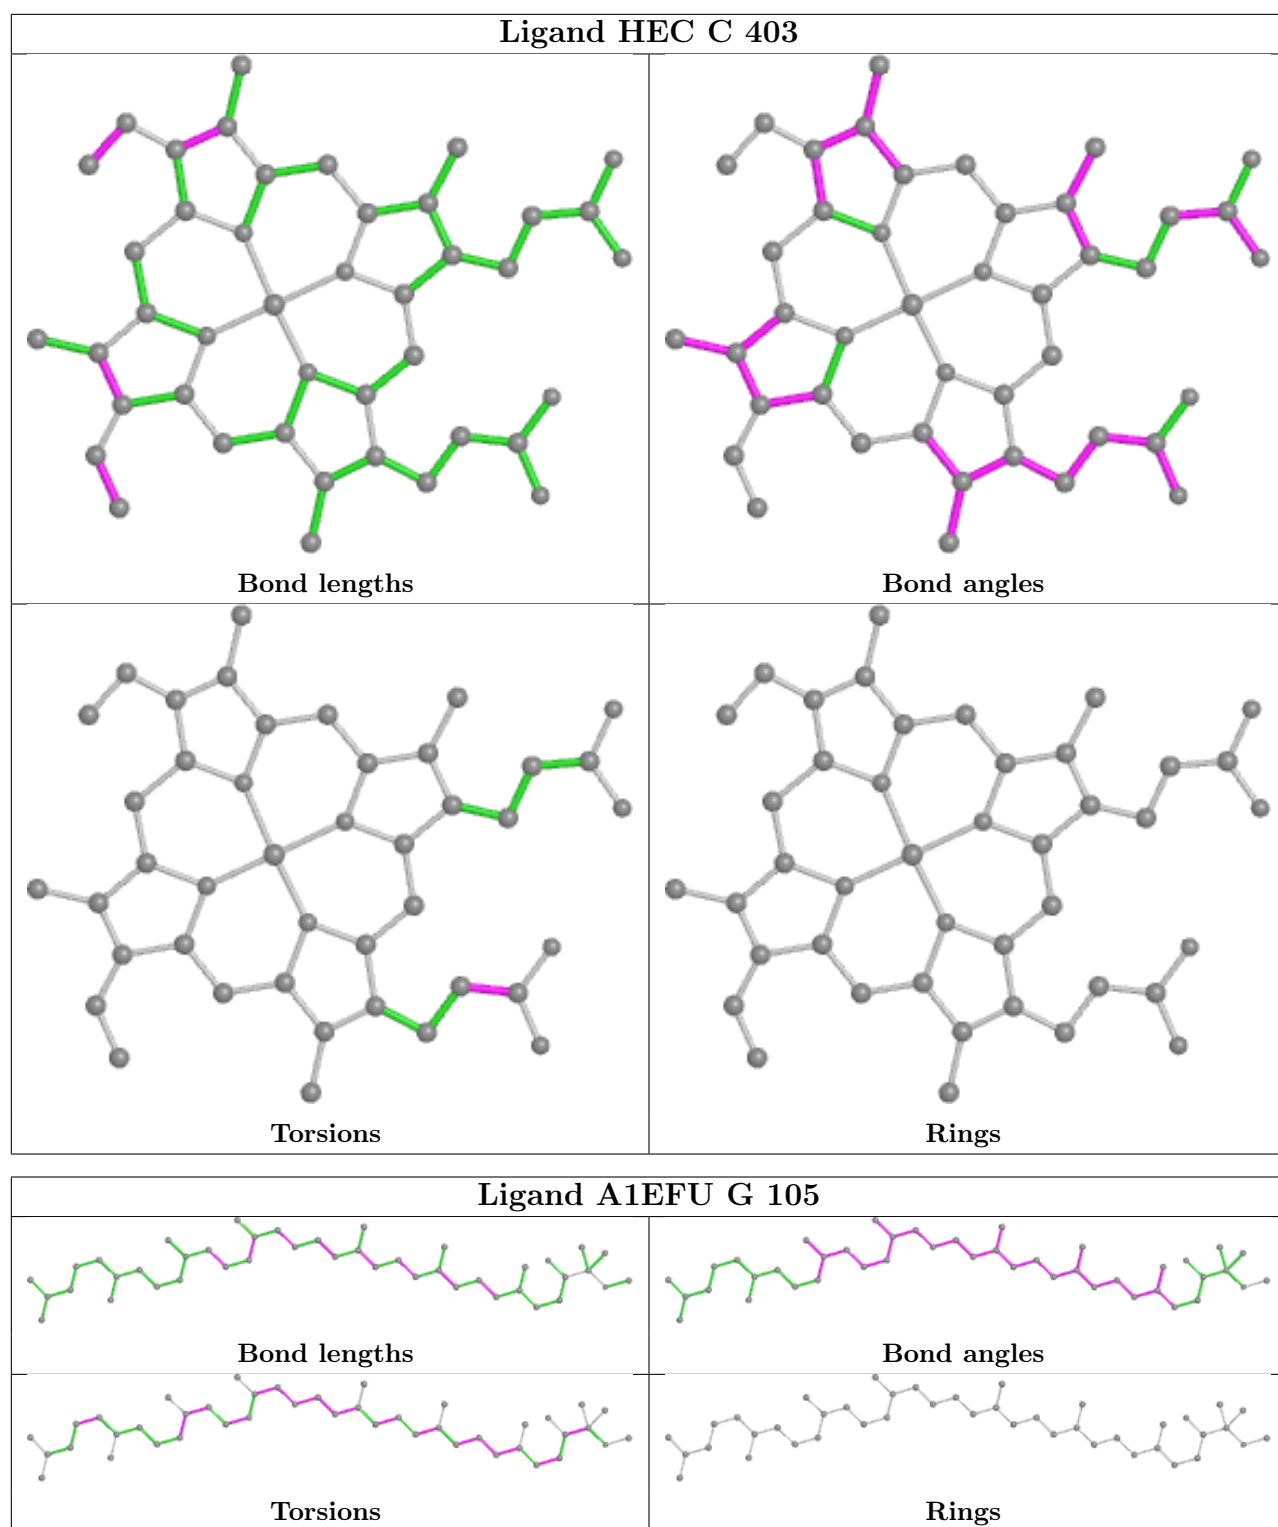 Ligand HEC C 403
Bond lengths
Bond angles
Torsions
Rings
Ligand A1EFU G 105
Bond lengths
Bond angles
Torsions
Rings